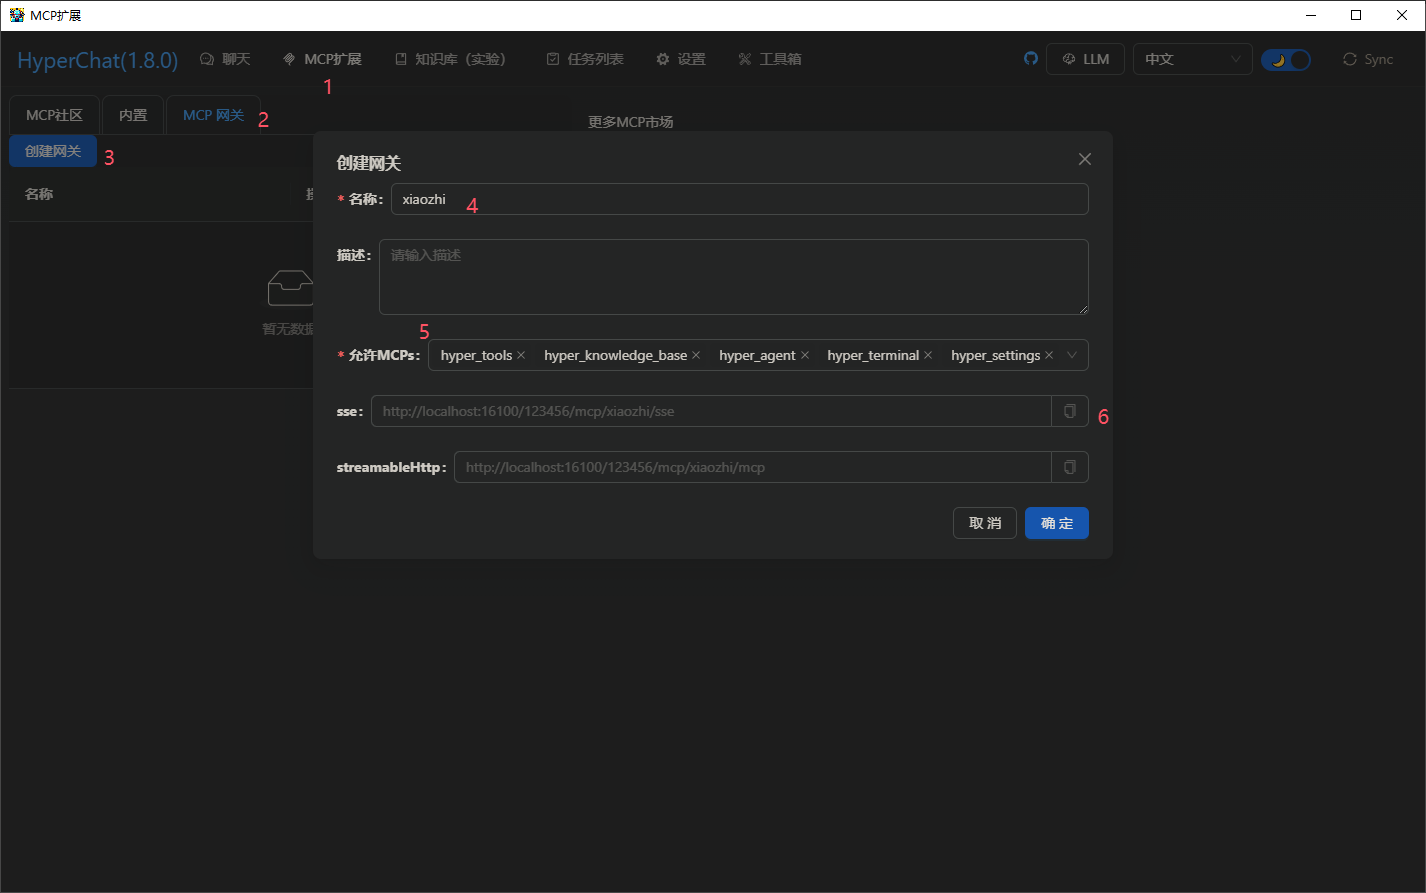 MCP扩展
HyperChat(1.8.0) 聊天 MCP扩展 知识库（实验） 任务列表 设置 工具箱 LLM 中文 Sync
1
MCP社区 内置 MCP 网关 2 更多MCP市场
创建网关 3
名称
暂无数据
创建网关
* 名称: xiaozhi 4
描述: 请输入描述
5
* 允许MCPs: hyper_tools × hyper_knowledge_base × hyper_agent × hyper_terminal × hyper_settings ×
sse: http://localhost:16100/123456/mcp/xiaozhi/sse 6
streamableHttp: http://localhost:16100/123456/mcp/xiaozhi/mcp
取 消 确 定